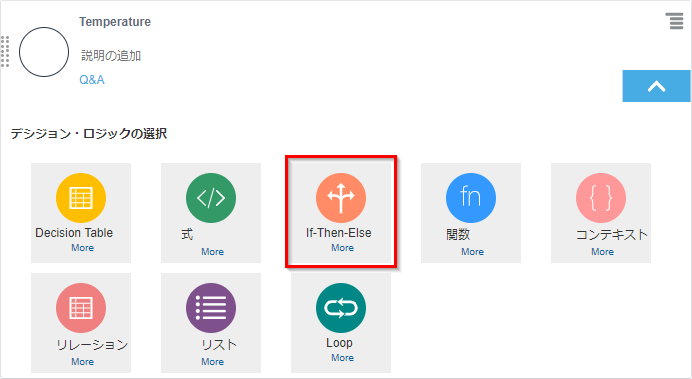 Temperature
説明の追加
Q&A
デシジョン・ロジックの選択
Decision Table
More
式
More
If-Then-Else
More
fn
関数
More
コンテキスト
More
リレーション
More
リスト
More
Loop
More